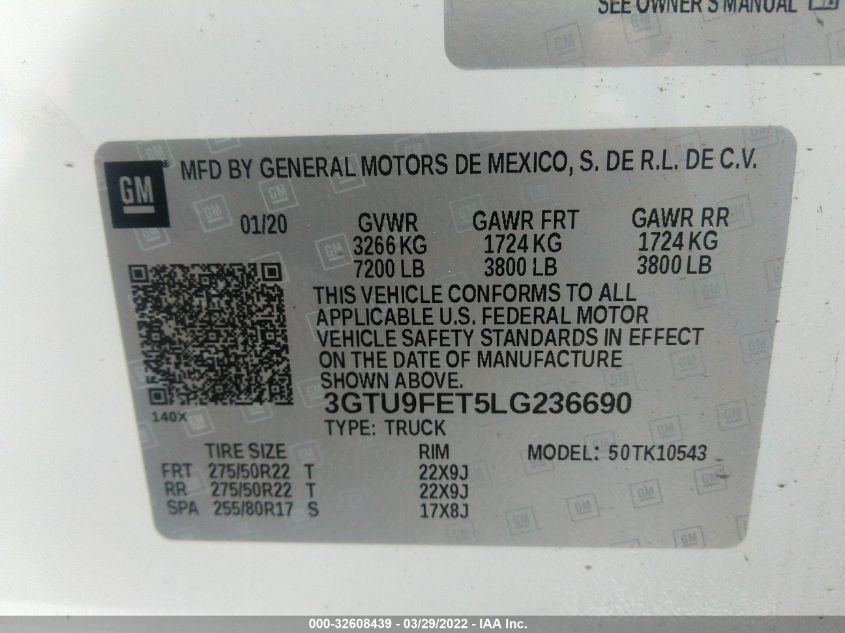 SEE OWNER'S MANUAL
GM
MFD BY GENERAL MOTORS DE MEXICO, S. DE R.L. DE C.V.
01/20 GVWR GAWR FRT GAWR RR
3266 KG 1724 KG 1724 KG
7200 LB 3800 LB 3800 LB
THIS VEHICLE CONFORMS TO ALL
APPLICABLE U.S. FEDERAL MOTOR
VEHICLE SAFETY STANDARDS IN EFFECT
ON THE DATE OF MANUFACTURE
SHOWN ABOVE.
140X
3GTU9FET5LG236690
TYPE: TRUCK
TIRE SIZE RIM MODEL: 50TK10543
FRT 275/50R22 T 22X9J
RR 275/50R22 T 22X9J
SPA 255/80R17 S 17X8J
000-32608439 - 03/29/2022 - IAA Inc.